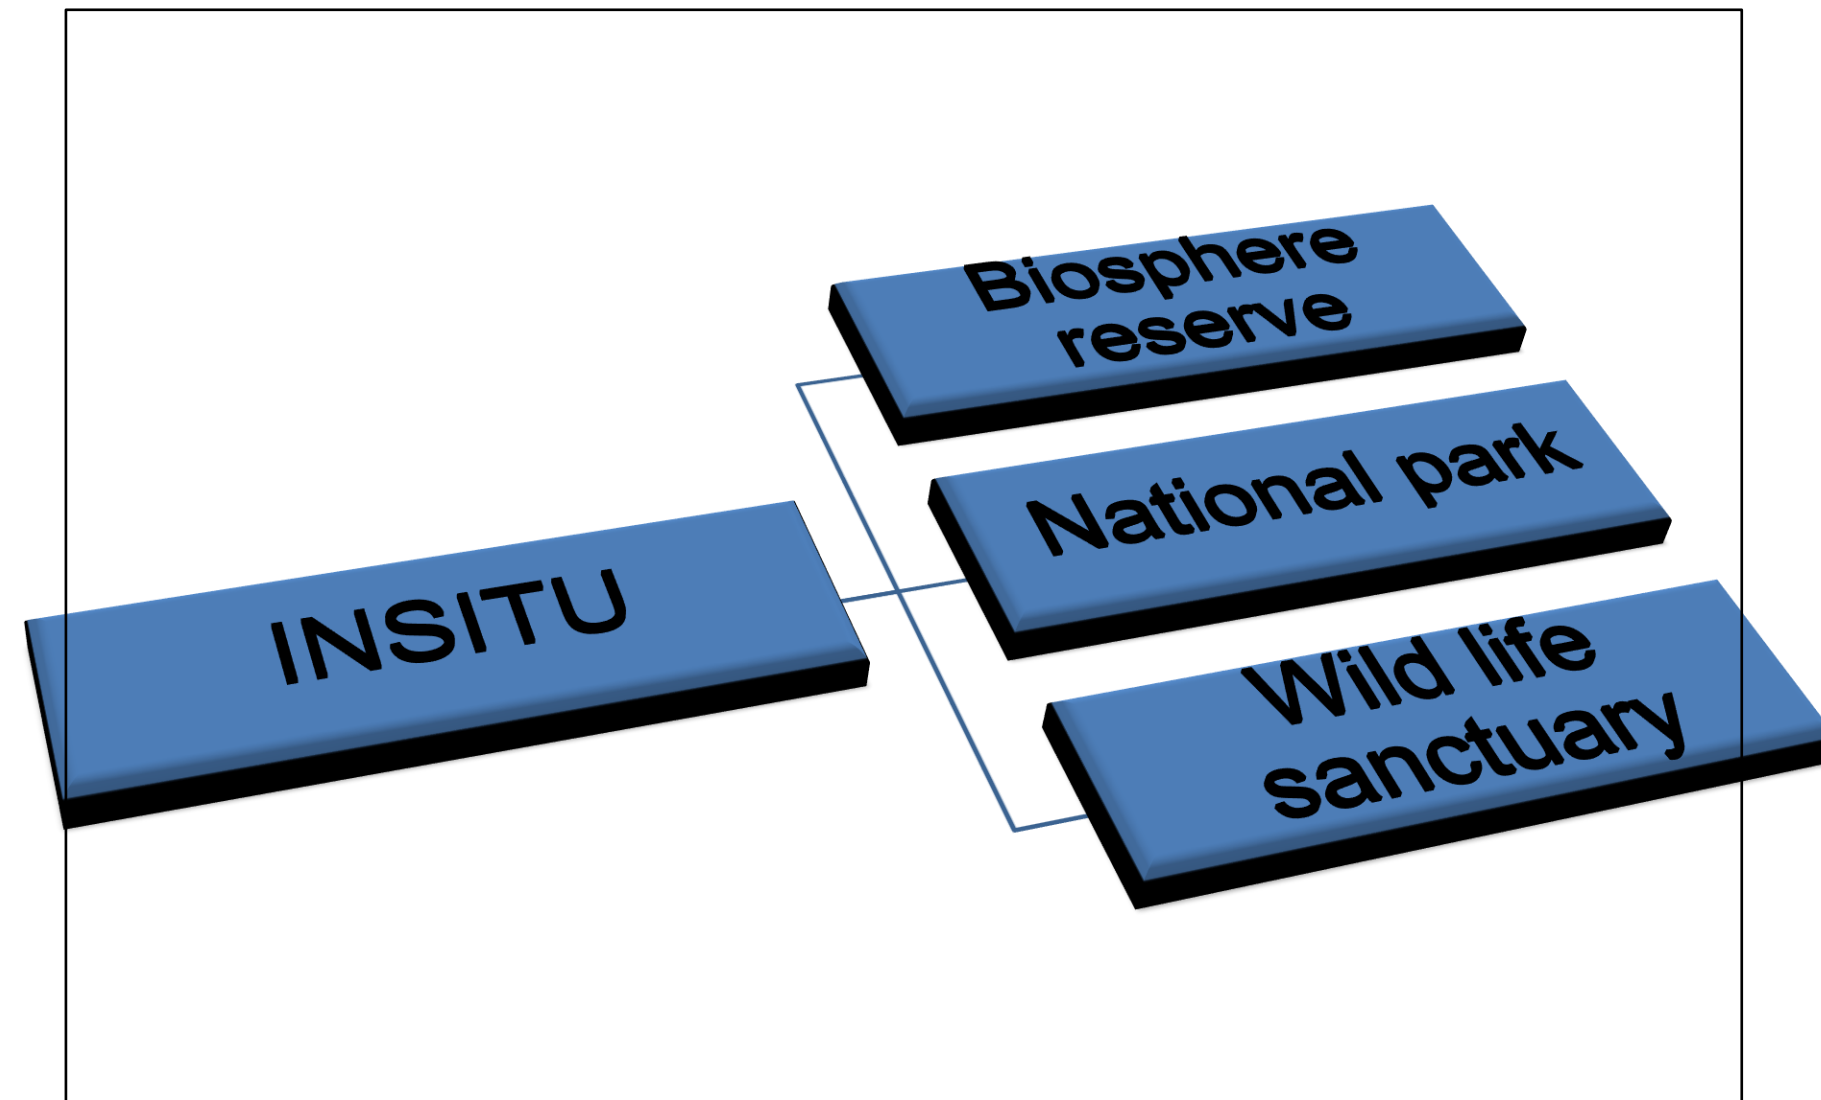 INSITU
Biosphere
reserve
National park
Wild life
sanctuary